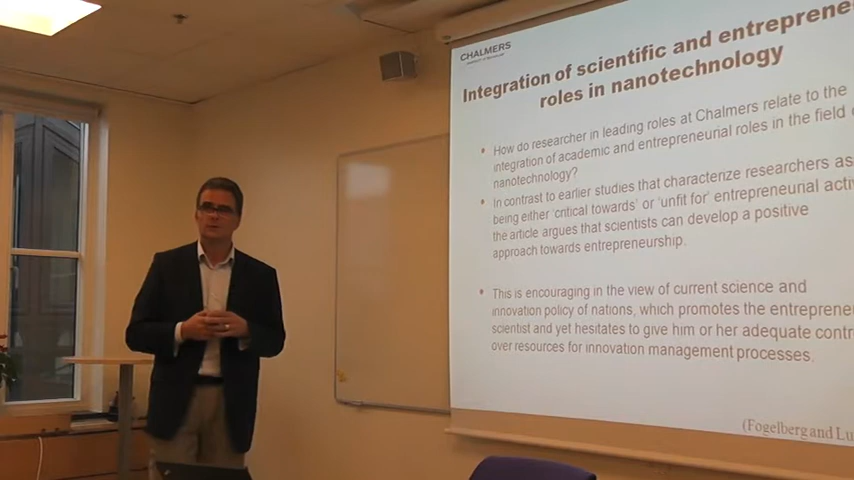 CHALMERS
Integration of scientific and entrepreneu
roles in nanotechnology
• How do researcher in leading roles at Chalmers relate to the
integration of academic and entrepreneurial roles in the field
nanotechnology?
• In contrast to earlier studies that characterize researchers as
being either ‘critical towards’ or ‘unfit for’ entrepreneurial activ
the article argues that scientists can develop a positive
approach towards entrepreneurship.
• This is encouraging in the view of current science and
innovation policy of nations, which promotes the entreprene
scientist and yet hesitates to give him or her adequate contr
over resources for innovation management processes.
(Fogelberg and Lu